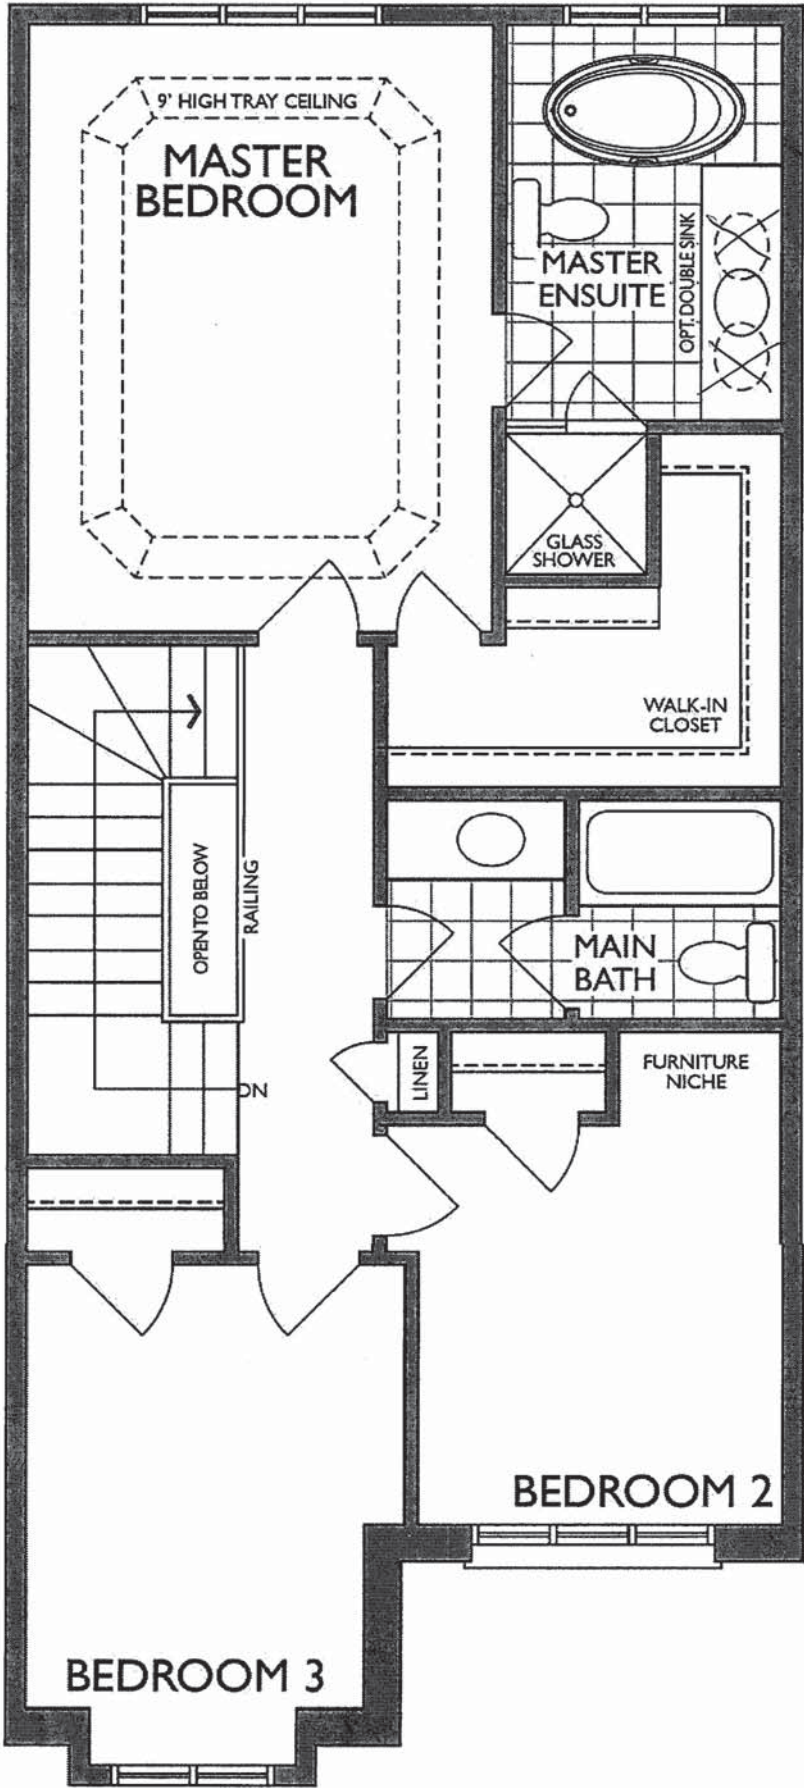 9' HIGH TRAY CEILING
MASTER
BEDROOM
MASTER
ENSUITE
OPT. DOUBLE SINK
GLASS
SHOWER
WALK-IN
CLOSET
OPEN TO BELOW
RAILING
MAIN
BATH
LINEN
FURNITURE
NICHE
DN
BEDROOM 2
BEDROOM 3